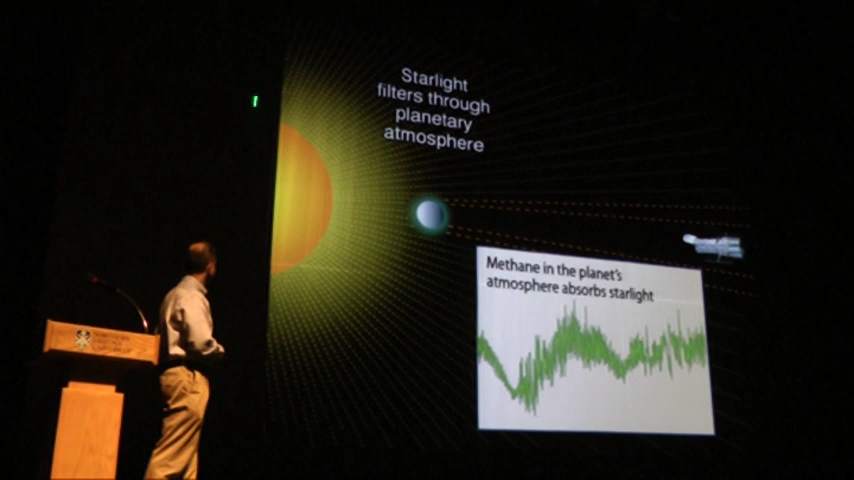 Starlight
filters through
planetary
atmosphere
Methane in the planet's
atmosphere absorbs starlight